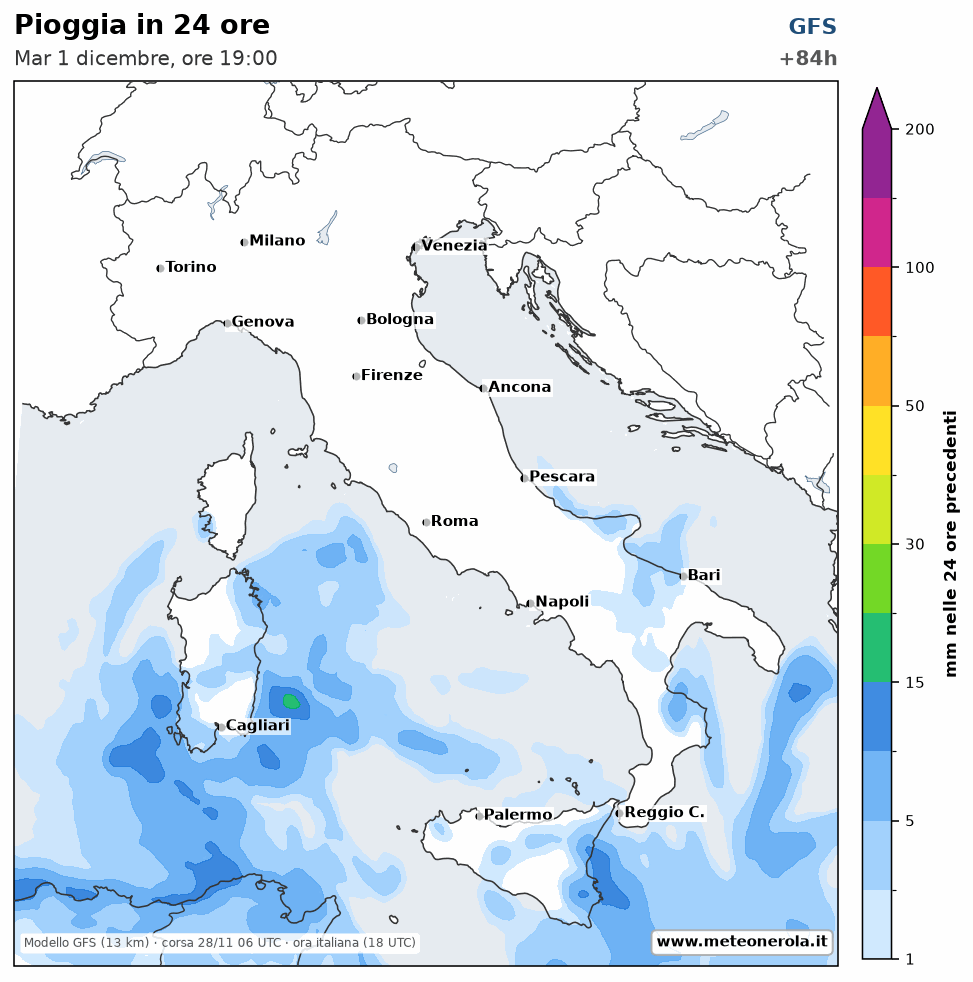 Pioggia in 24 ore
GFS
Mar 1 dicembre, ore 19:00
+84h
200
Milano
Venezia
Torino
100
Genova
Bologna
Firenze
Ancona
50
Pescara
Roma
30
Bari
Napoli
15
Cagliari
Palermo
Reggio C.
5
mm nelle 24 ore precedenti
Modello GFS (13 km) · corsa 28/11 06 UTC · ora italiana (18 UTC)
www.meteonerola.it
1